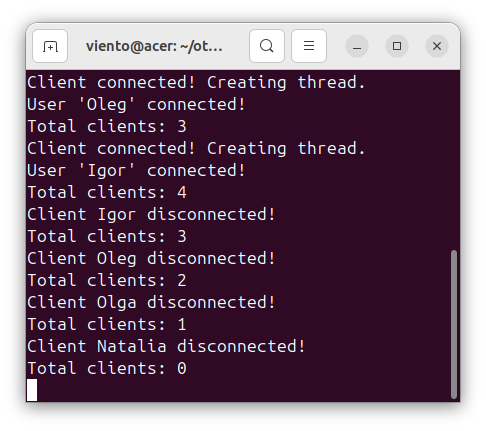 viento@acer: ~/ot...
Client connected! Creating thread.
User 'Oleg' connected!
Total clients: 3
Client connected! Creating thread.
User 'Igor' connected!
Total clients: 4
Client Igor disconnected!
Total clients: 3
Client Oleg disconnected!
Total clients: 2
Client Olga disconnected!
Total clients: 1
Client Natalia disconnected!
Total clients: 0